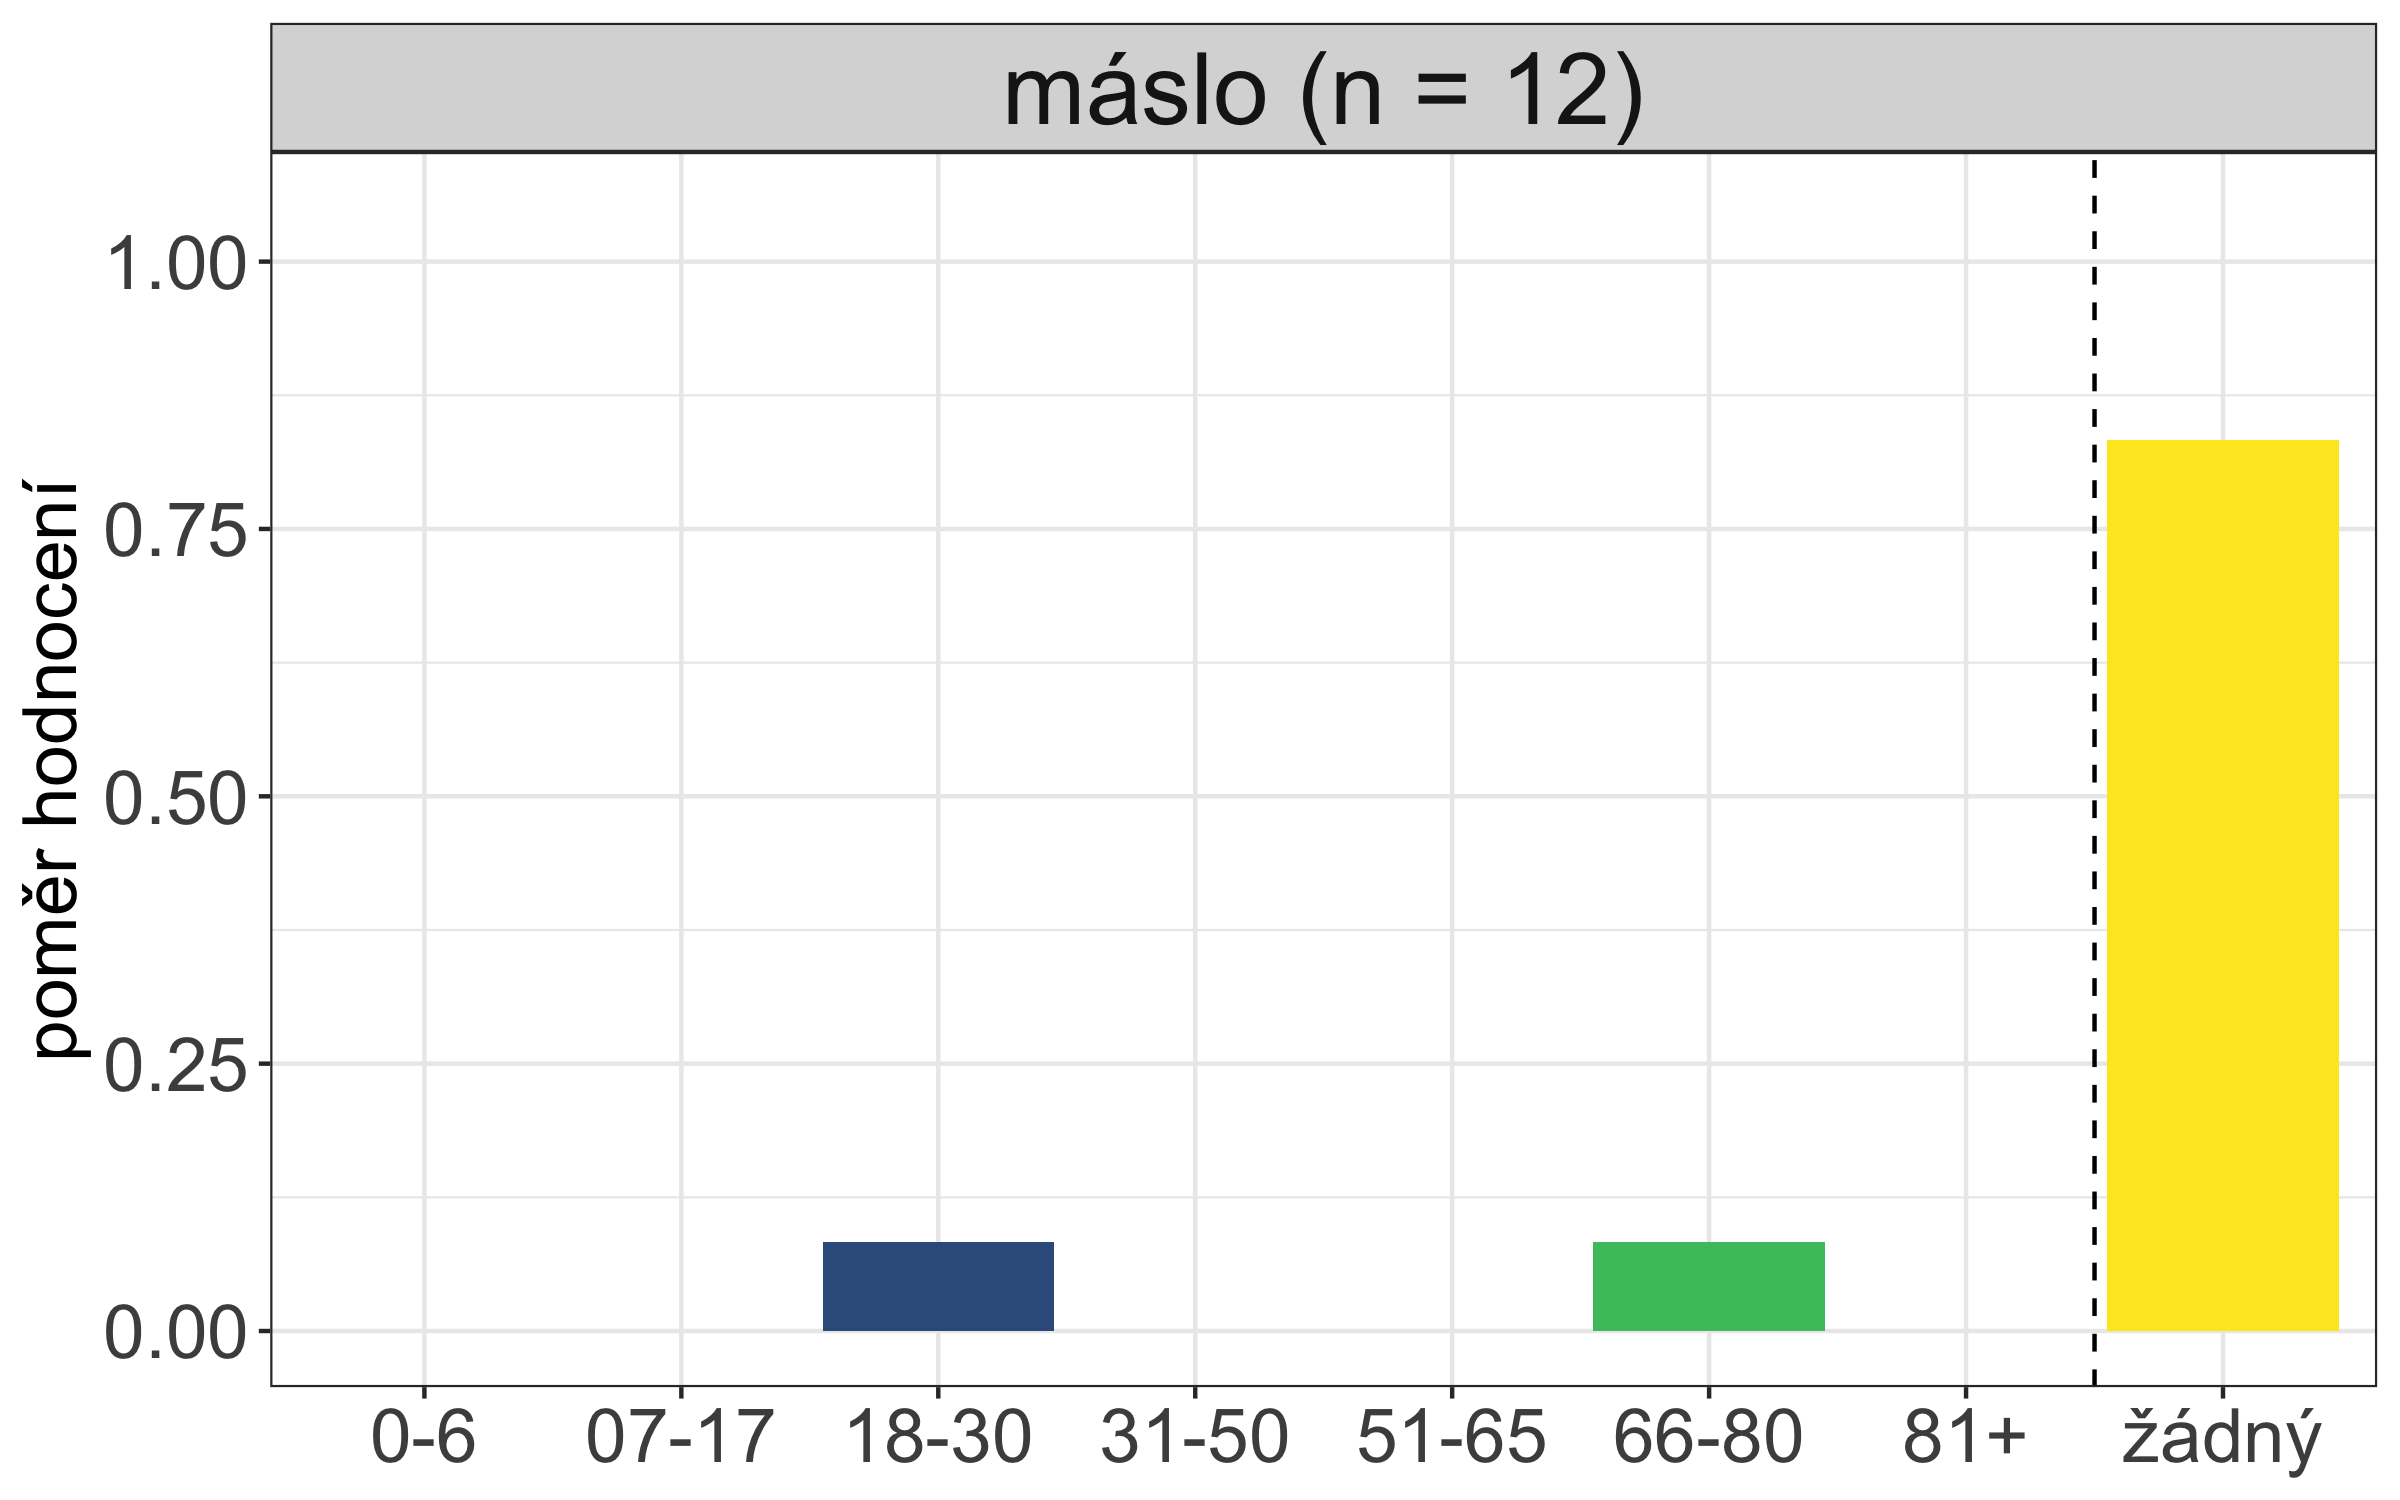 máslo (n = 12)
poměr hodnocení
1.00
0.75
0.50
0.25
0.00
0-6 07-17 18-30 31-50 51-65 66-80 81+ žádný